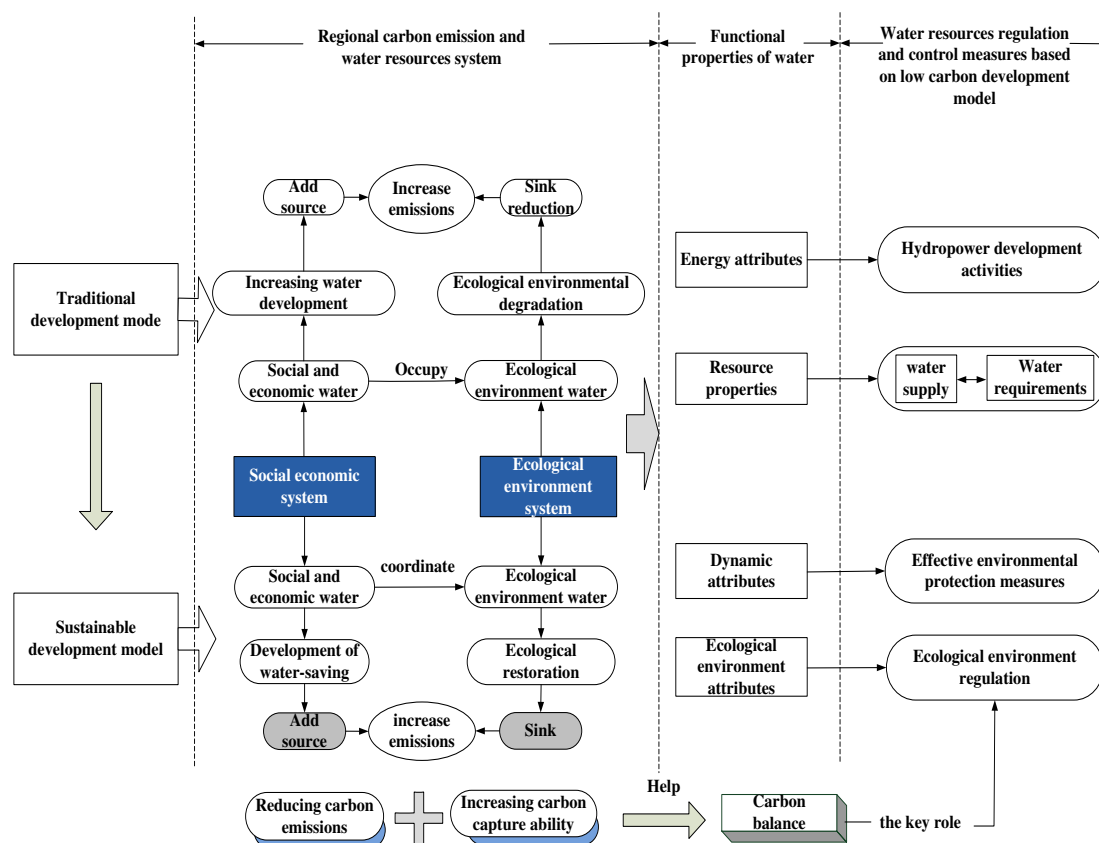 Regional carbon emission and
water resources system
Functional
properties of water
Water resources regulation
and control measures based
on low carbon development
model
Add
source
Increase
emissions
Sink
reduction
Energy attributes
Hydropower development
activities
Traditional
development mode
Increasing water
development
Ecological environmental
degradation
Social and
economic water
Occupy
Ecological
environment water
Resource
properties
water
supply
Water
requirements
Social economic
system
Ecological
environment
system
Social and
economic water
coordinate
Ecological
environment water
Dynamic
attributes
Effective environmental
protection measures
Sustainable
development model
Development of
water-saving
Ecological
restoration
Ecological
environment
attributes
Ecological environment
regulation
Add
source
increase
emissions
Sink
Reducing carbon
emissions
Increasing carbon
capture ability
Help
Carbon
balance
the key role